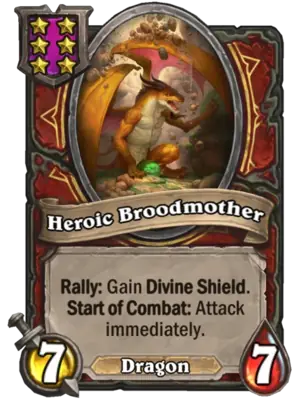 Heroic Broodmother
Rally: Gain Divine Shield.
Start of Combat: Attack
immediately.
7
Dragon
7